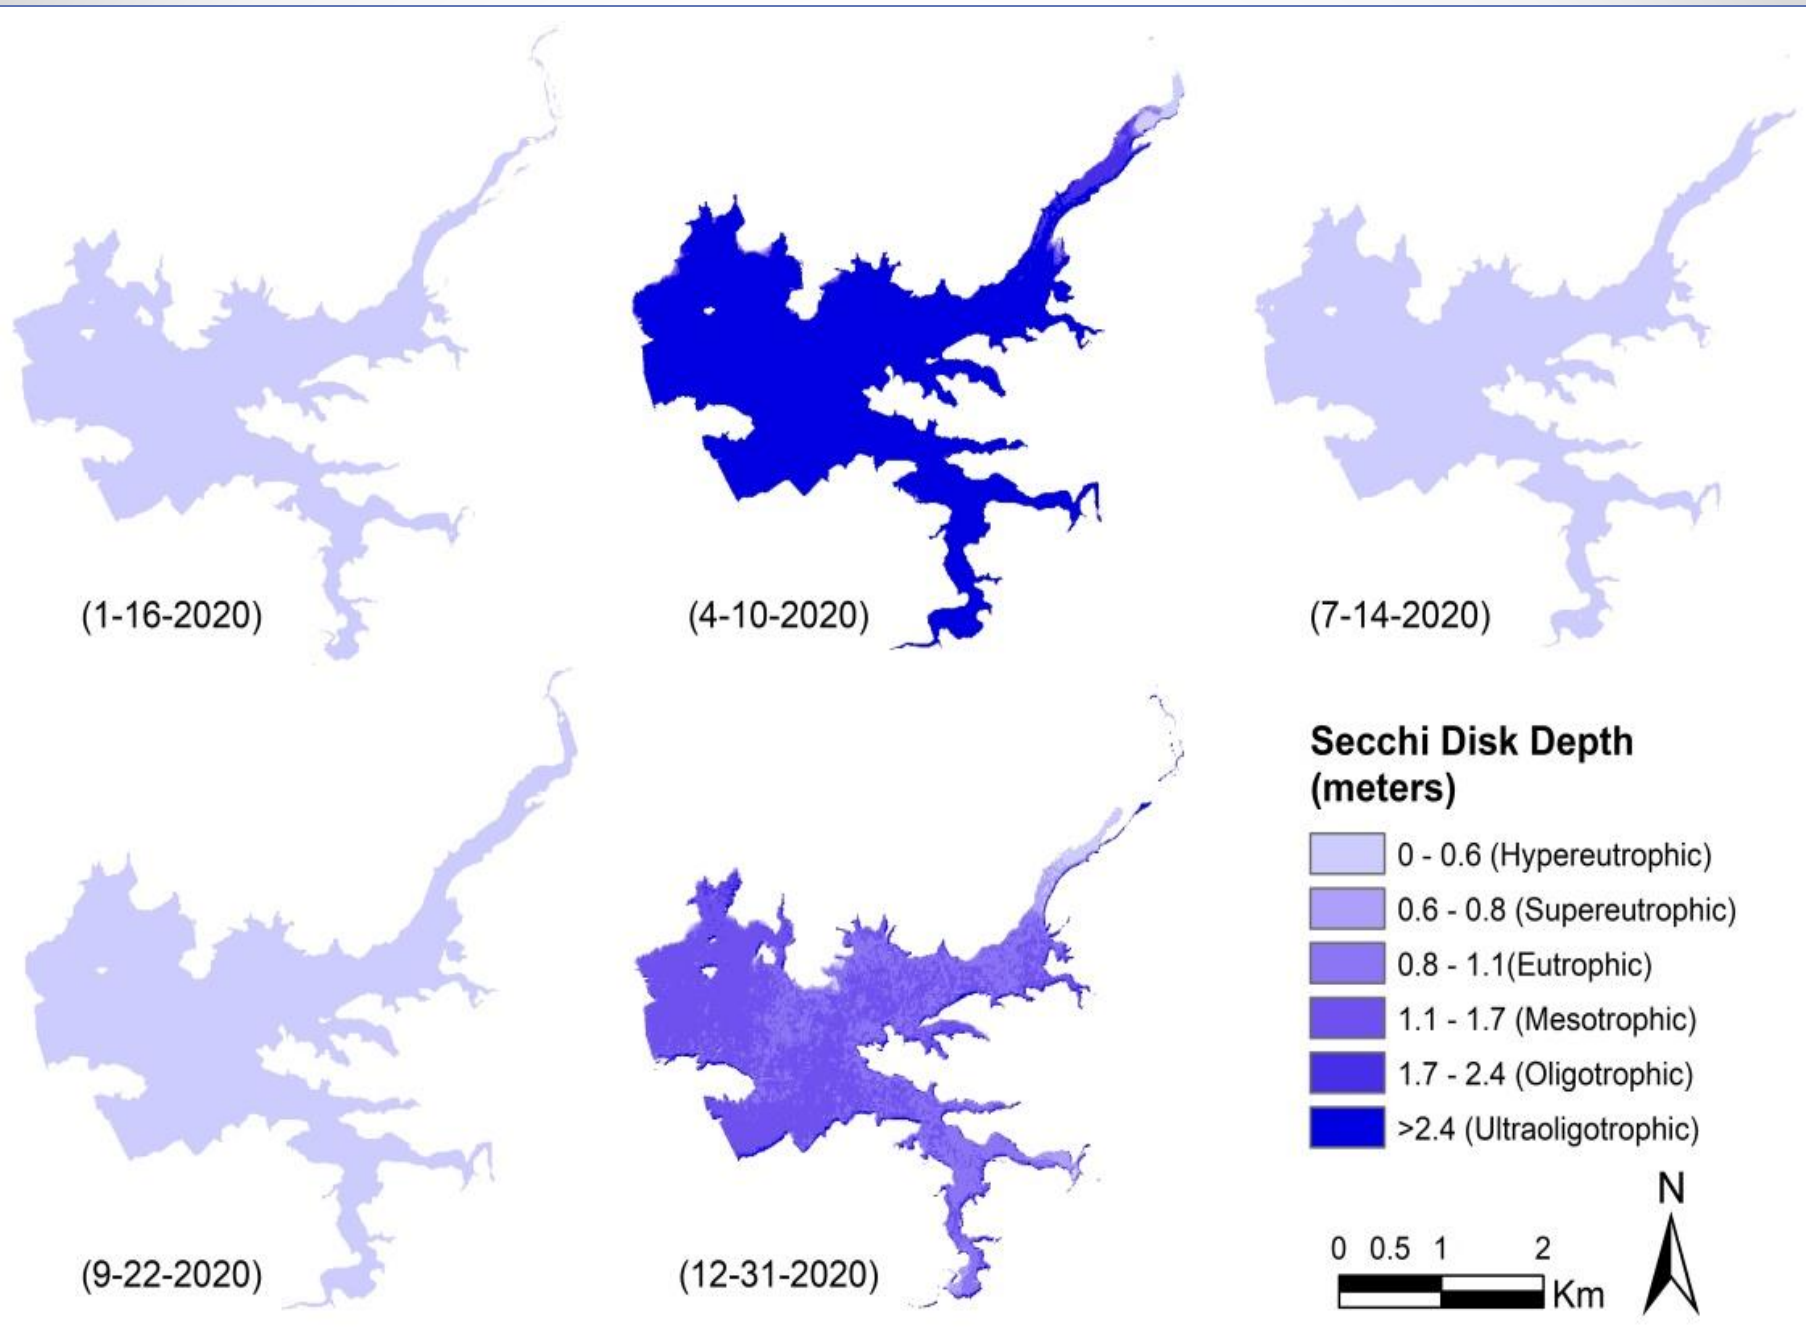 (1-16-2020)
(4-10-2020)
(7-14-2020)
(9-22-2020)
(12-31-2020)
Secchi Disk Depth
(meters)
0 - 0.6 (Hypereutrophic)
0.6 - 0.8 (Supereutrophic)
0.8 - 1.1(Eutrophic)
1.1 - 1.7 (Mesotrophic)
1.7 - 2.4 (Oligotrophic)
>2.4 (Ultraoligotrophic)
N
0 0.5 1 2
Km